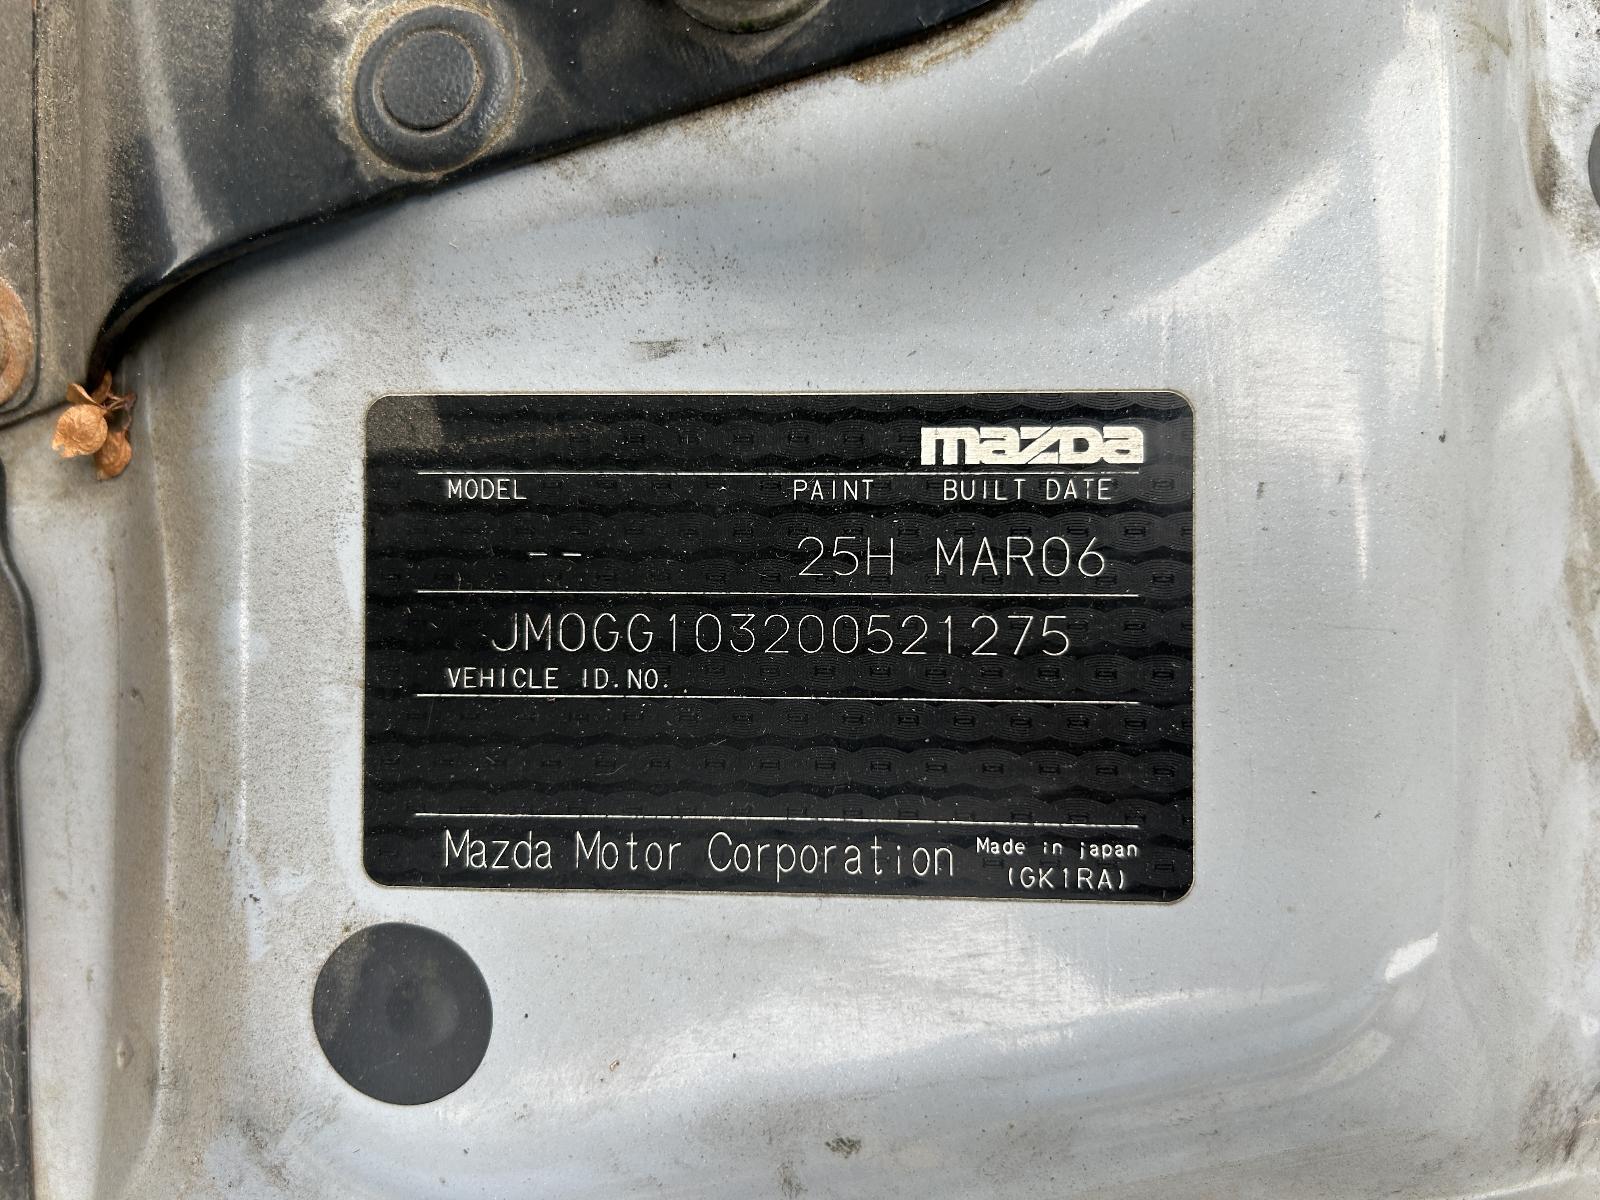 mazda
MODEL PAINT BUILT DATE
-- 25H MAR06
JM0GG103200521275
VEHICLE ID.NO.
Mazda Motor Corporation Made in japan
(GK1RA)